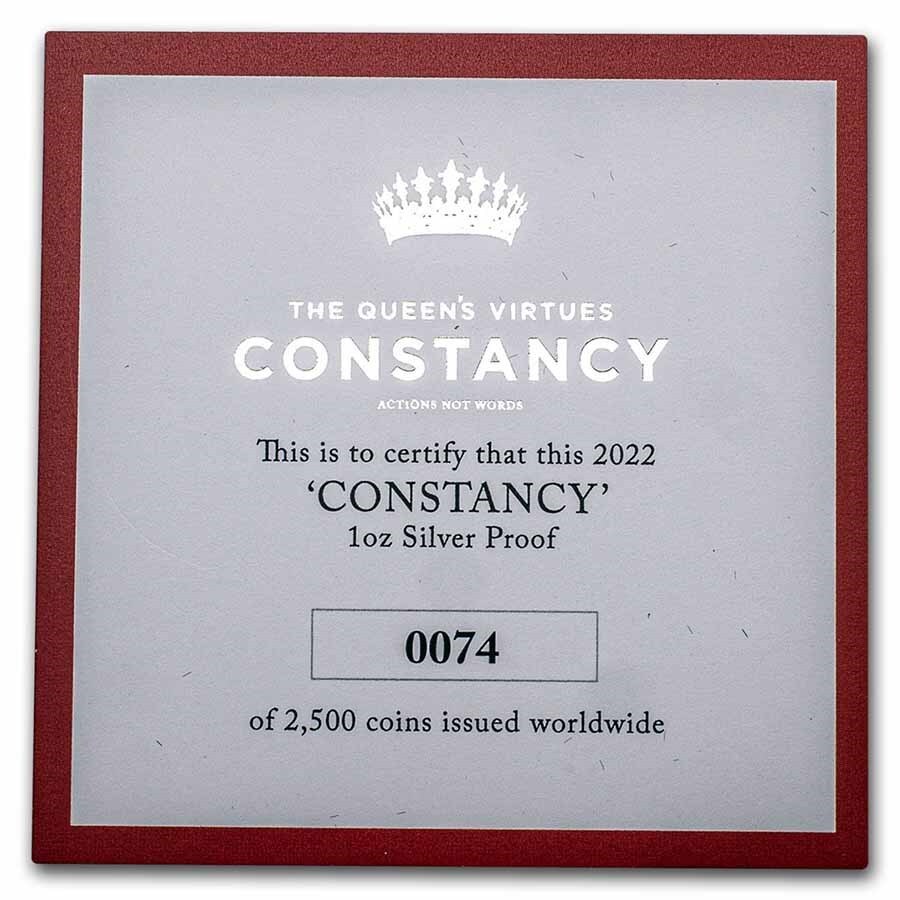 THE QUEEN'S VIRTUES
CONSTANCY
ACTIONS NOT WORDS
This is to certify that this 2022
‘CONSTANCY’
1oz Silver Proof
0074
of 2,500 coins issued worldwide